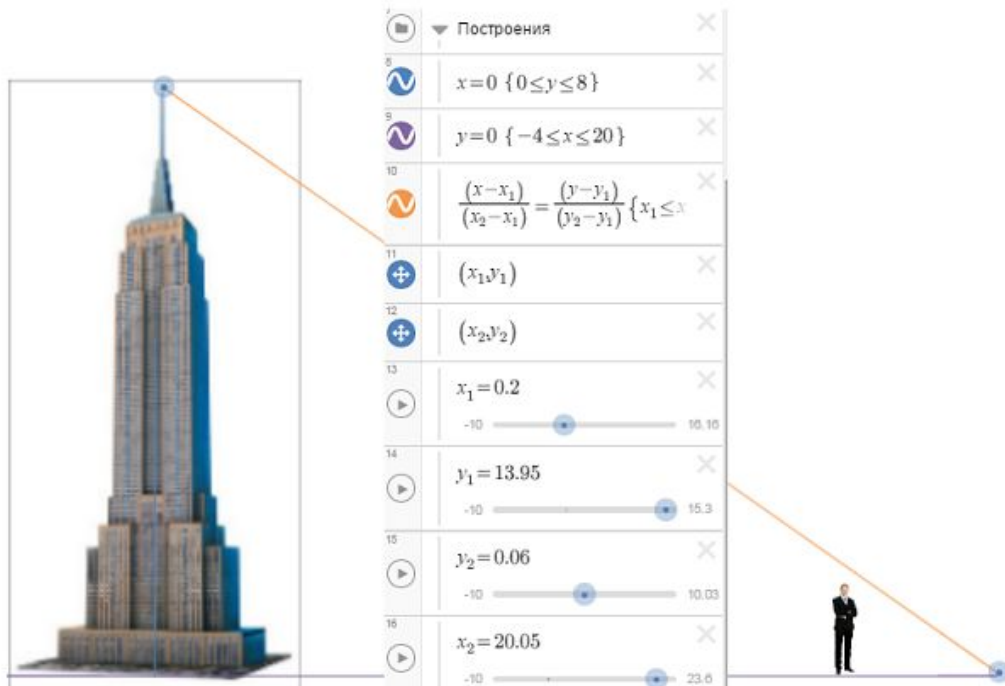 7
Построения
8
x=0 {0≤y≤8}
9
y=0 {−4≤x≤20}
10
(x−x₁)/(x₂−x₁) = (y−y₁)/(y₂−y₁) {x₁≤x
11
(x₁,y₁)
12
(x₂,y₂)
13
x₁=0.2
-10 16.16
14
y₁=13.95
-10 15.3
15
y₂=0.06
-10 10.03
16
x₂=20.05
-10 23.6